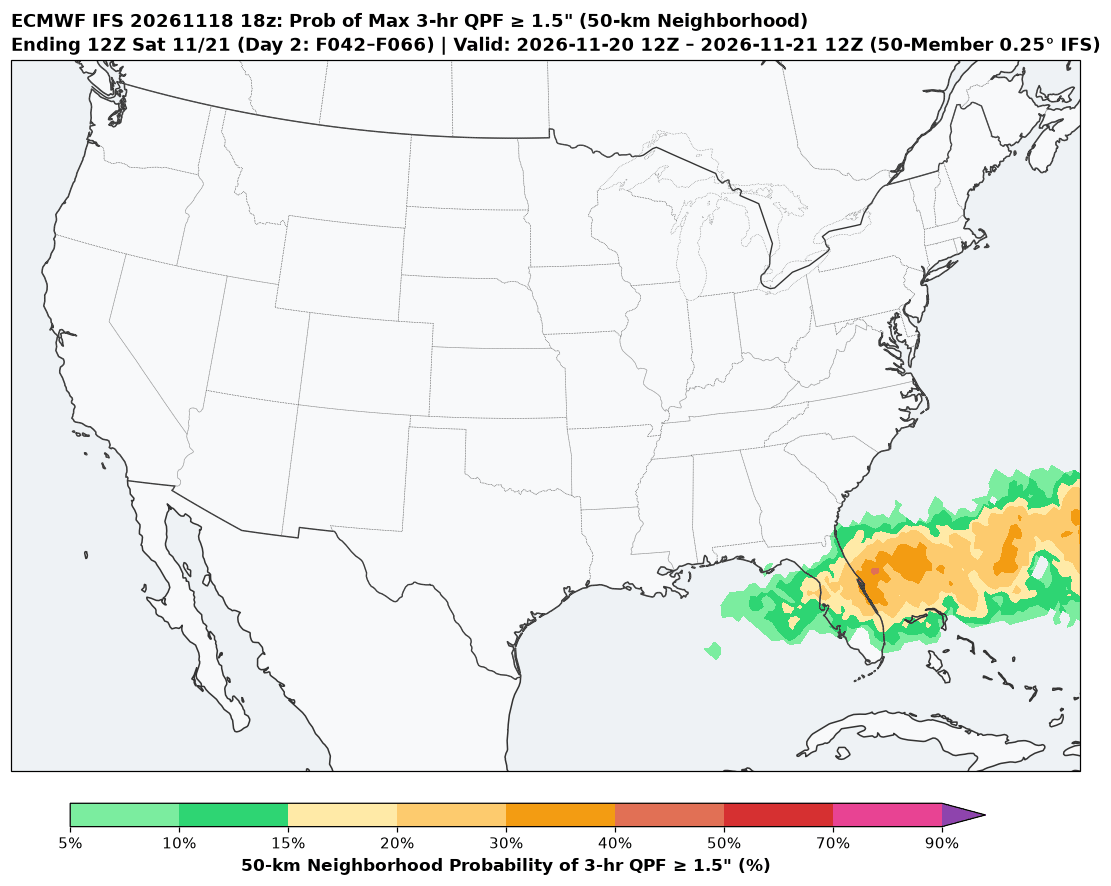 ECMWF IFS 20261118 18z: Prob of Max 3-hr QPF ≥ 1.5" (50-km Neighborhood)
Ending 12Z Sat 11/21 (Day 2: F042–F066) | Valid: 2026-11-20 12Z – 2026-11-21 12Z (50-Member 0.25° IFS)
5% 10% 15% 20% 30% 40% 50% 70% 90%
50-km Neighborhood Probability of 3-hr QPF ≥ 1.5" (%)